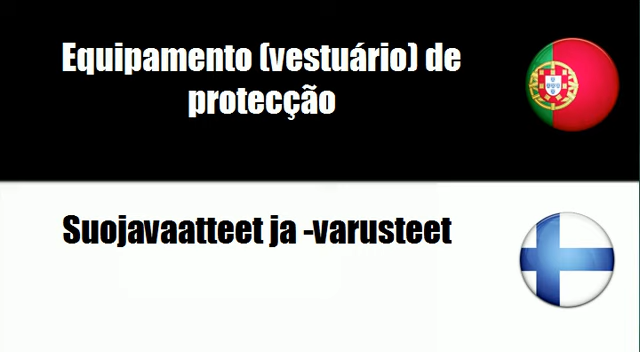 Equipamento (vestuário) de
protecção
Suojavaatteet ja -varusteet